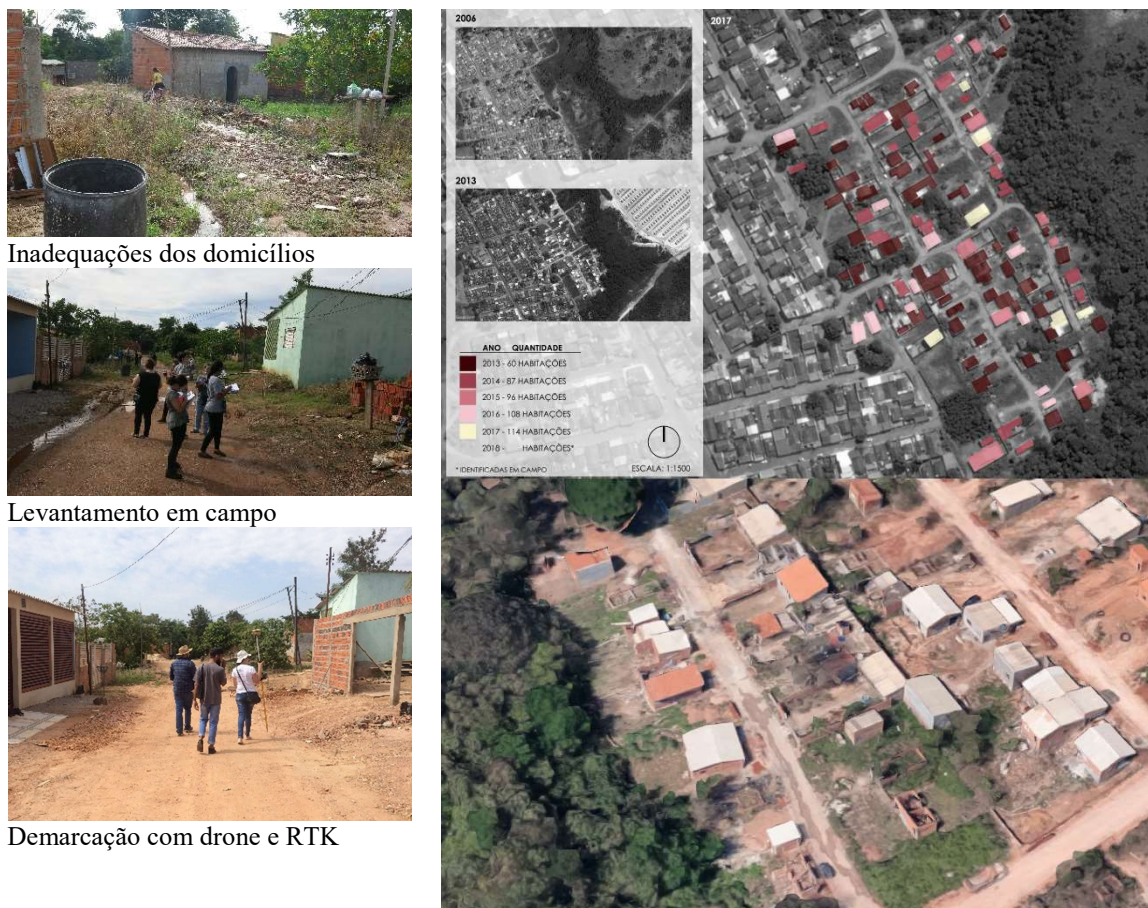 Inadequações dos domicílios
Levantamento em campo
Demarcação com drone e RTK
2006
2013
ANO QUANTIDADE
2013 - 60 HABITAÇÕES
2014 - 87 HABITAÇÕES
2015 - 96 HABITAÇÕES
2016 - 108 HABITAÇÕES
2017 - 114 HABITAÇÕES
2018 - HABITAÇÕES*
* IDENTIFICADAS EM CAMPO
ESCALA: 1:1500
2017